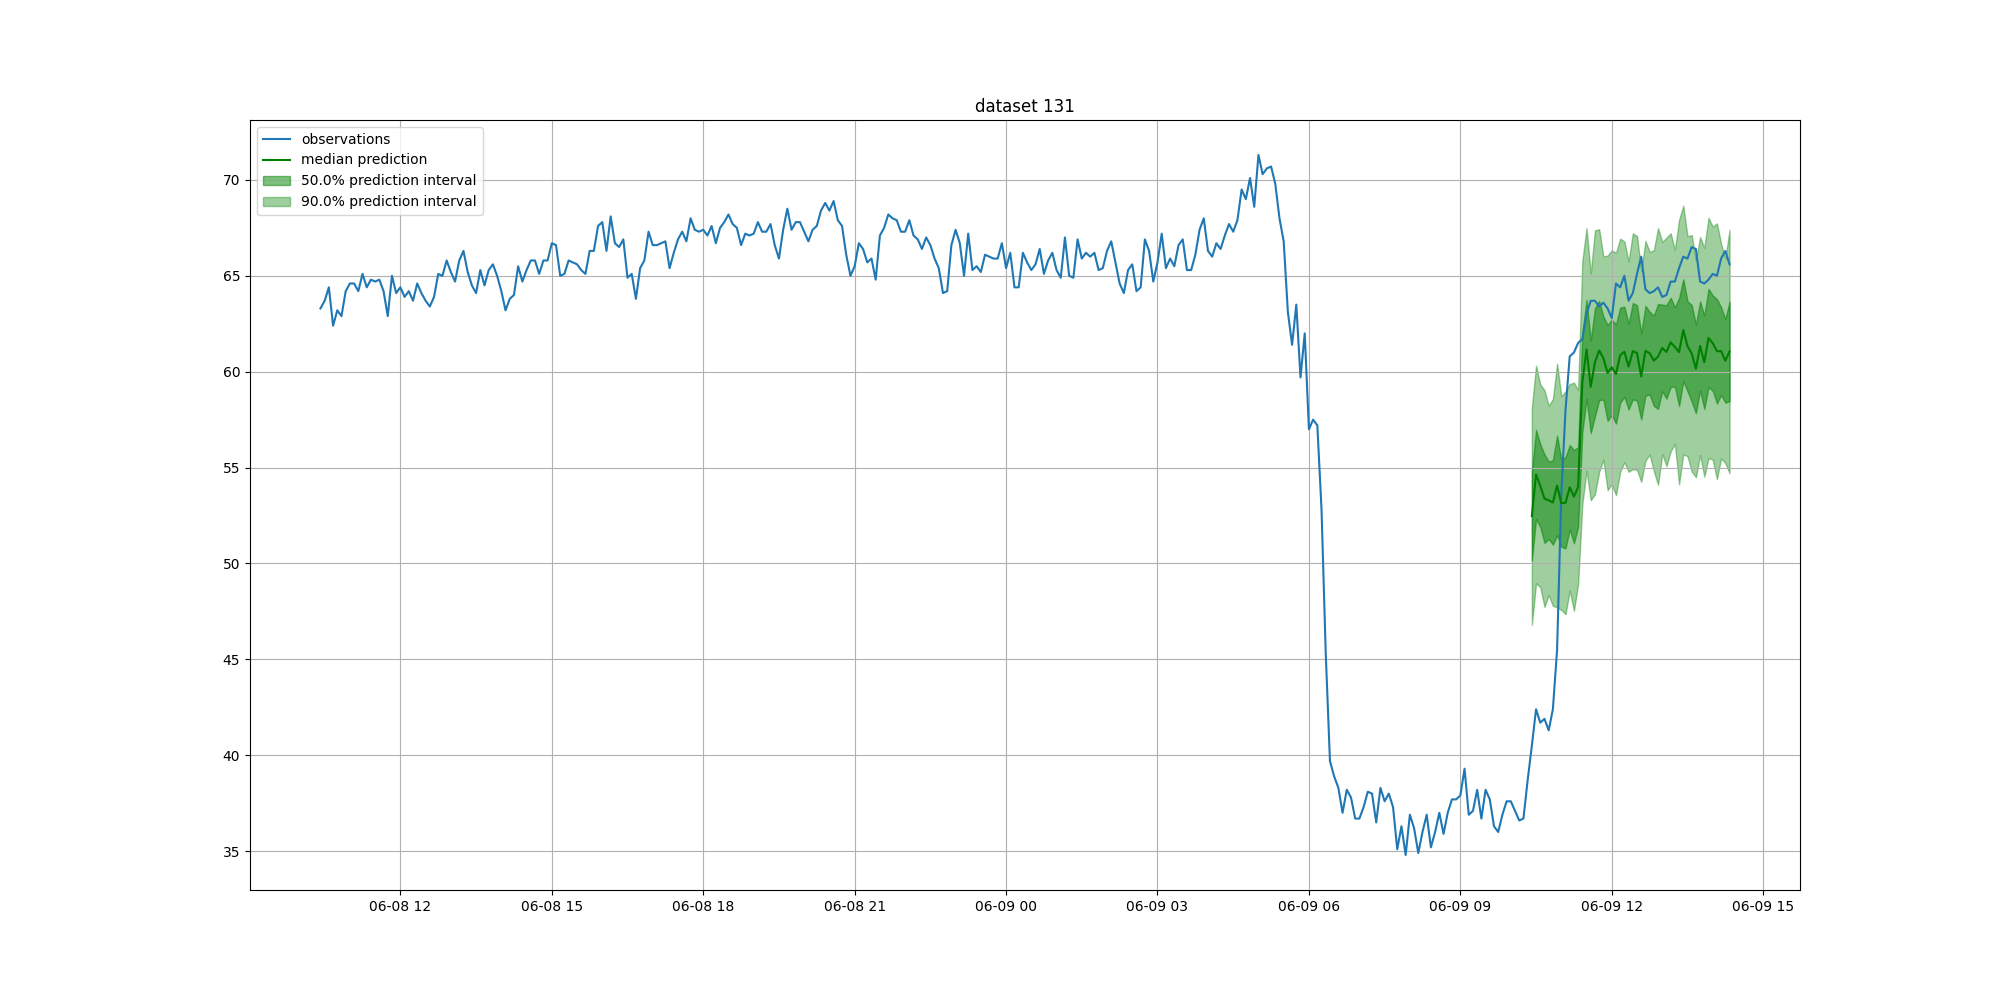 dataset 131
observations
median prediction
50.0% prediction interval
90.0% prediction interval
70
65
60
55
50
45
40
35
06-08 12 06-08 15 06-08 18 06-08 21 06-09 00 06-09 03 06-09 06 06-09 09 06-09 12 06-09 15